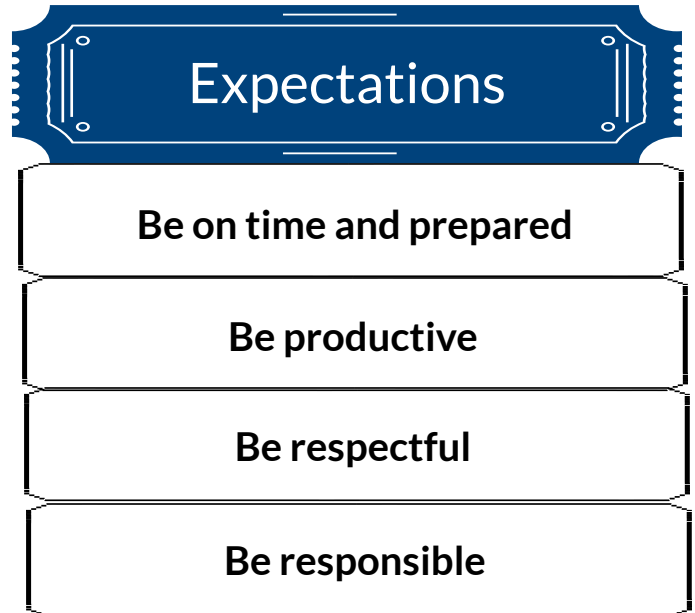 Expectations
Be on time and prepared
Be productive
Be respectful
Be responsible